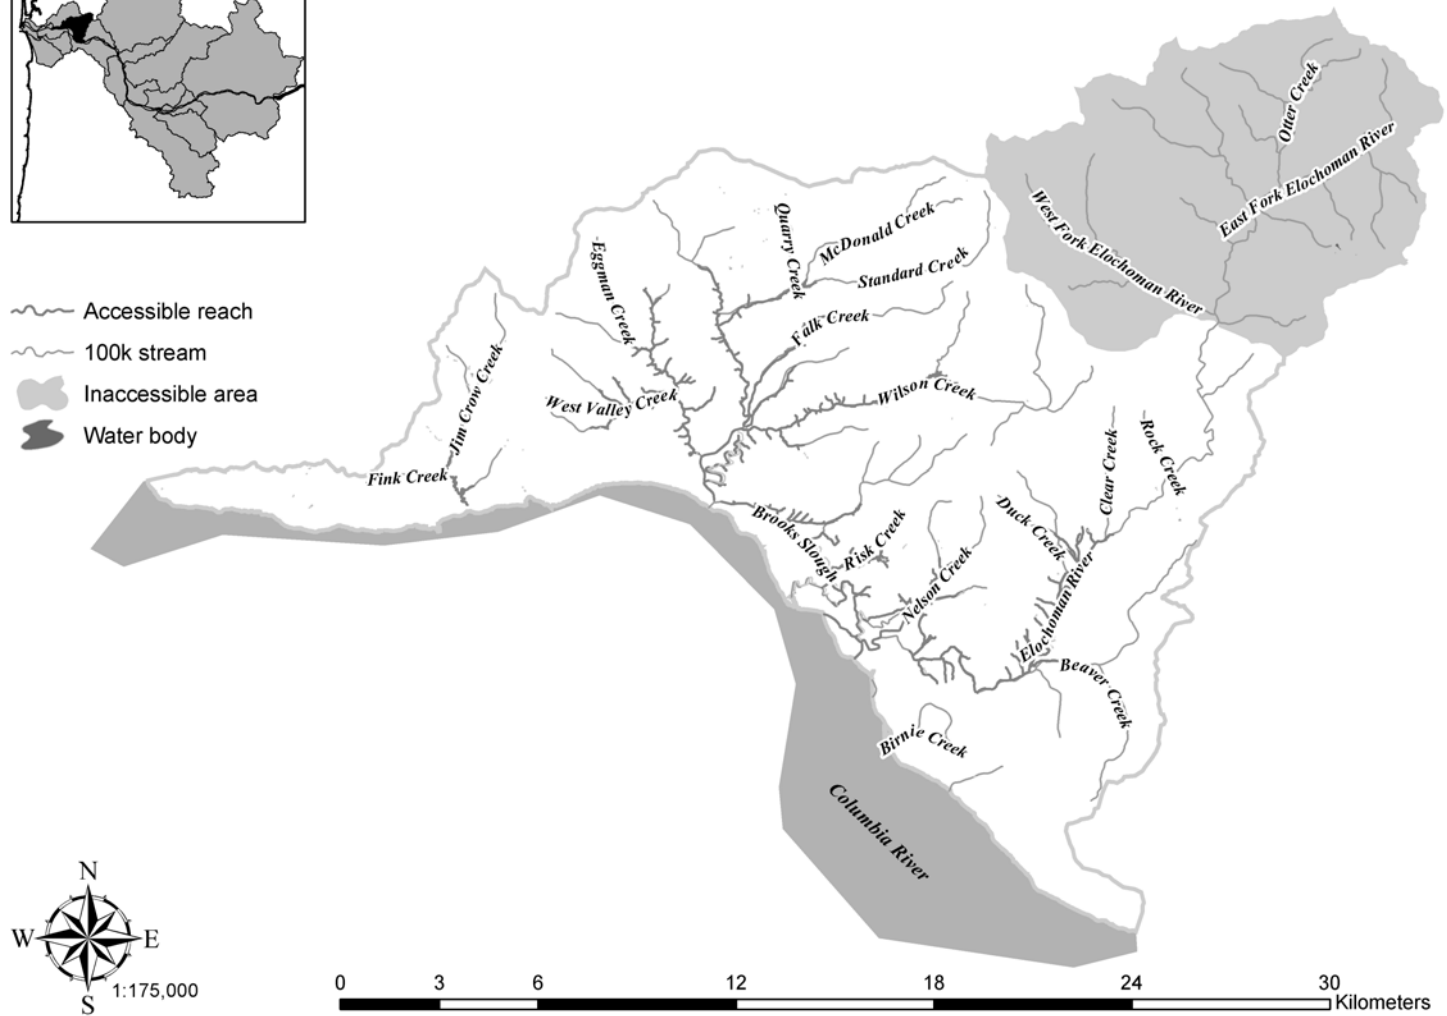 Accessible reach
100k stream
Inaccessible area
Water body
Otter Creek
East Fork Elochoman River
West Fork Elochoman River
Quarry Creek
McDonald Creek
Standard Creek
Eggman Creek
Falk Creek
Jim Crow Creek
West Valley Creek
Wilson Creek
Fink Creek
Clear Creek
Rock Creek
Brooks Slough
Risk Creek
Duck Creek
Nelson Creek
Elochoman River
Beaver Creek
Birnie Creek
Columbia River
N
W
E
S
1:175,000
0 3 6 12 18 24 30
Kilometers